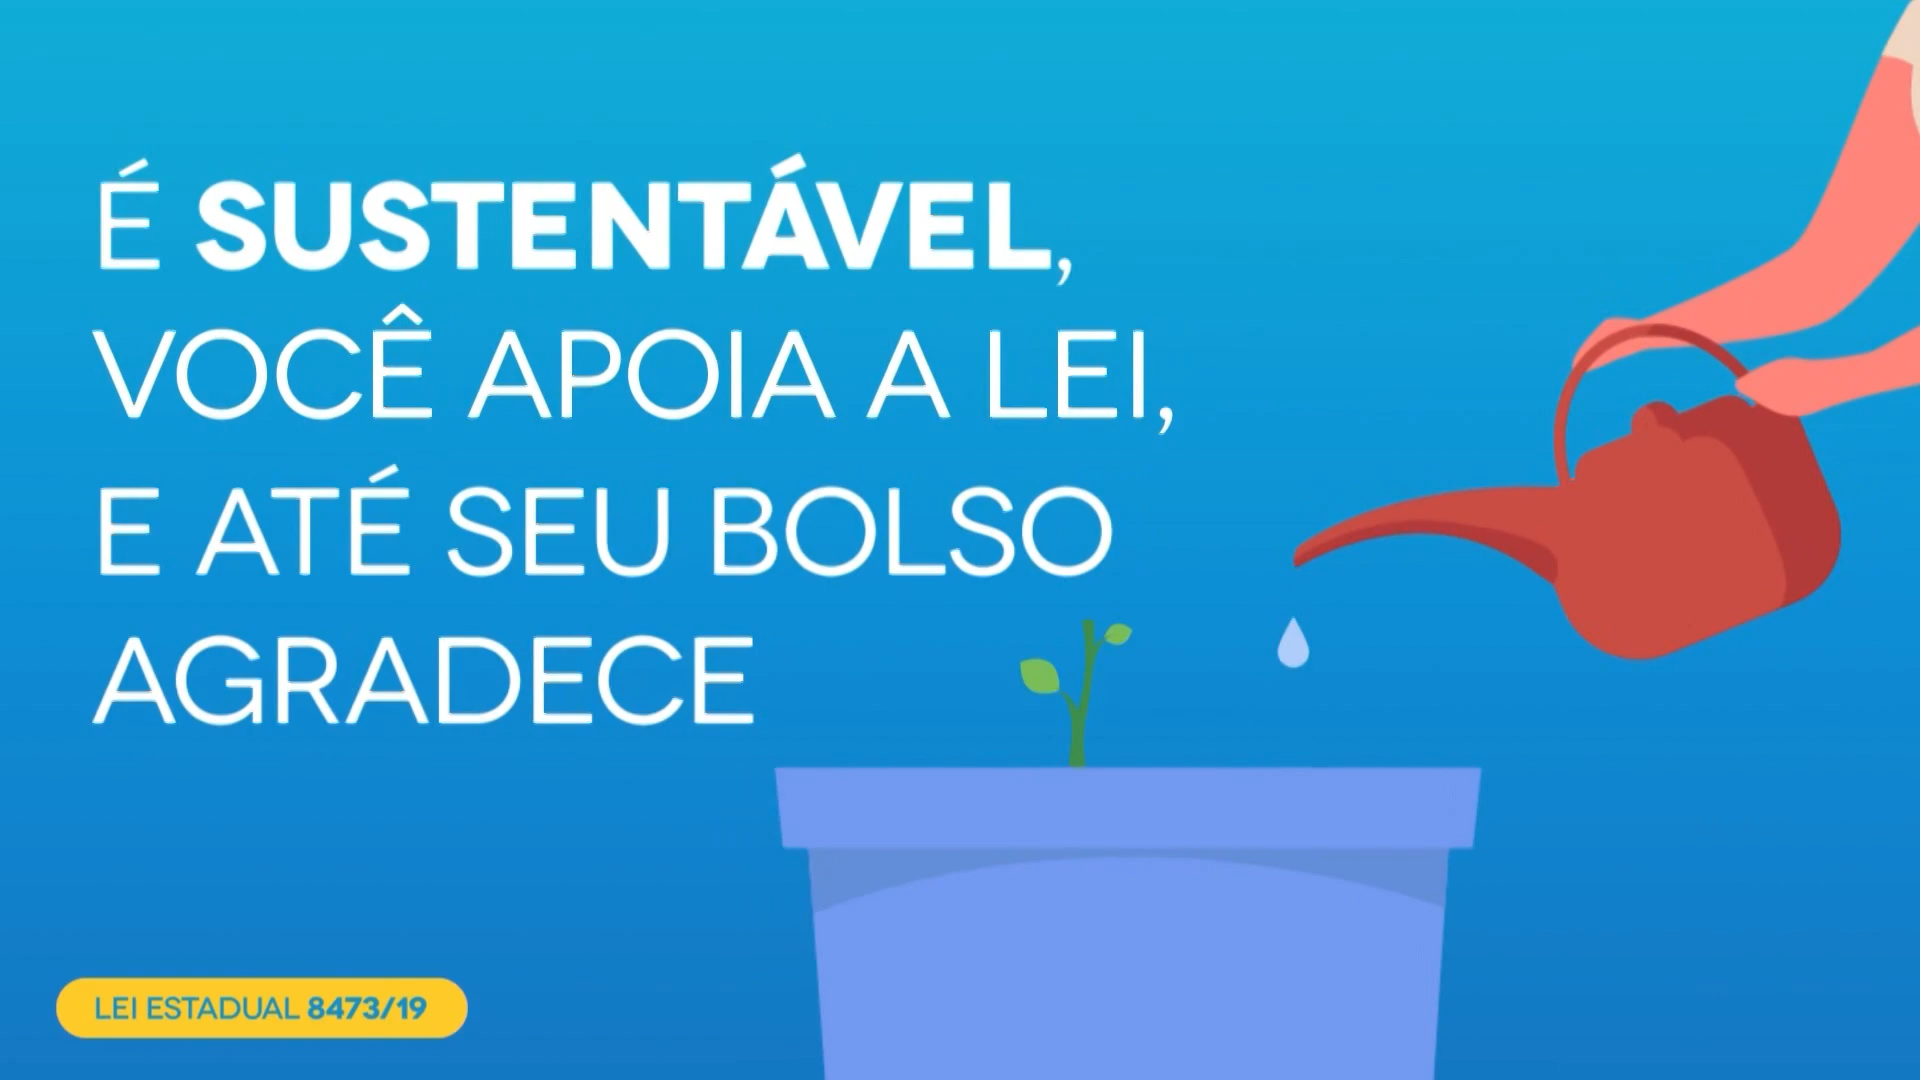 É SUSTENTÁVEL,
VOCÊ APOIA A LEI,
E ATÉ SEU BOLSO
AGRADECE
LEI ESTADUAL 8473/19